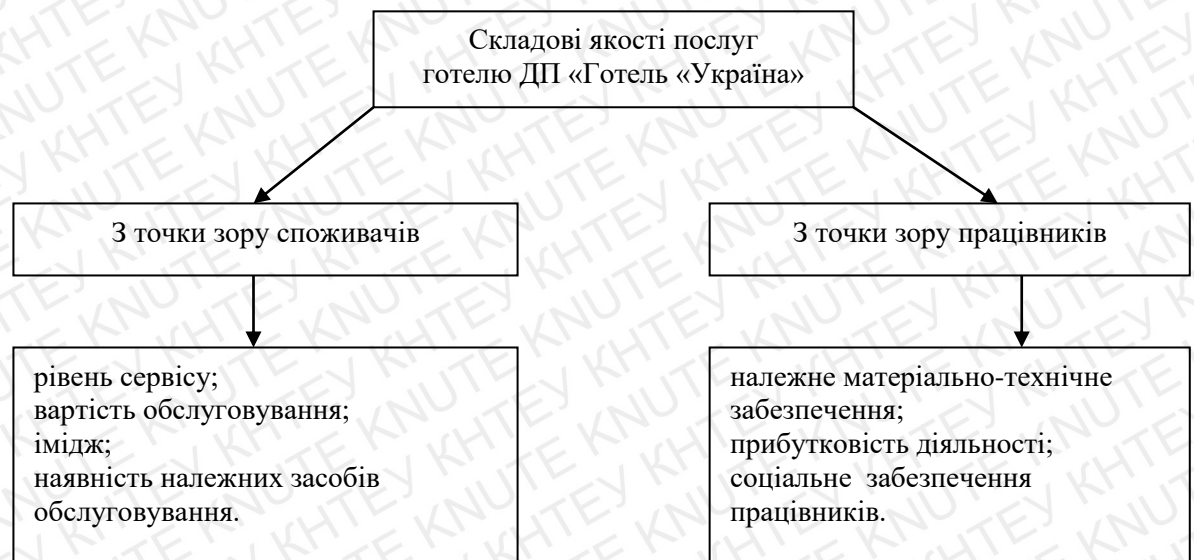 Складові якості послуг
готелю ДП «Готель «Україна»
З точки зору споживачів
З точки зору працівників
рівень сервісу;
вартість обслуговування;
імідж;
наявність належних засобів
обслуговування.
належне матеріально-технічне
забезпечення;
прибутковість діяльності;
соціальне забезпечення
працівників.